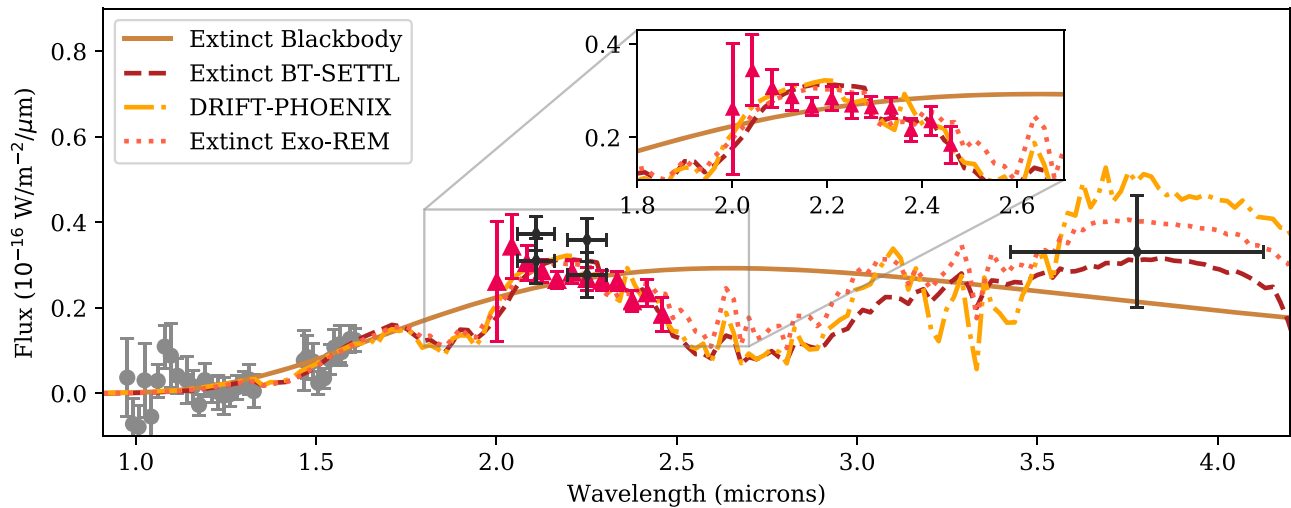 Extinct Blackbody
Extinct BT-SETTL
DRIFT-PHOENIX
Extinct Exo-REM
0.4
0.2
1.8 2.0 2.2 2.4 2.6
0.8
0.6
0.4
0.2
0.0
Flux (10⁻¹⁶ W/m⁻²/μm)
1.0 1.5 2.0 2.5 3.0 3.5 4.0
Wavelength (microns)